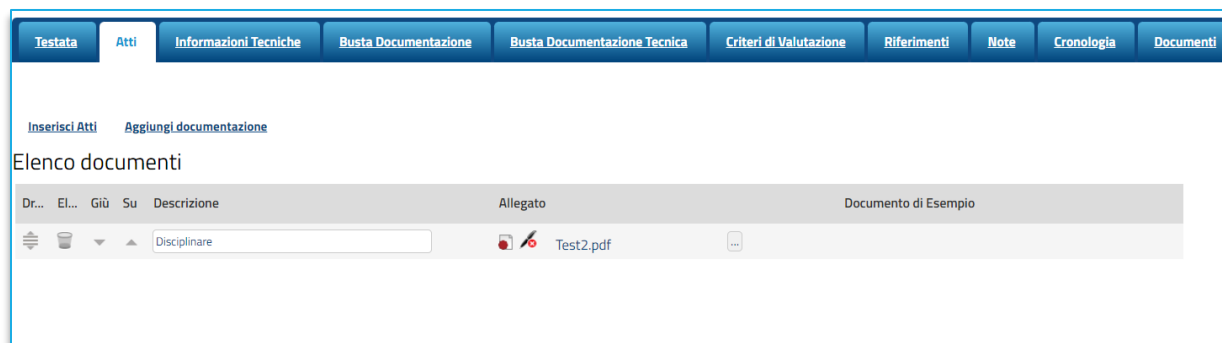 Testata Atti Informazioni Tecniche Busta Documentazione Busta Documentazione Tecnica Criteri di Valutazione Riferimenti Note Cronologia Documenti
Inserisci Atti Aggiungi documentazione
Elenco documenti
Dr... El... Giù Su Descrizione Allegato Documento di Esempio
Disciplinare Test2.pdf ...